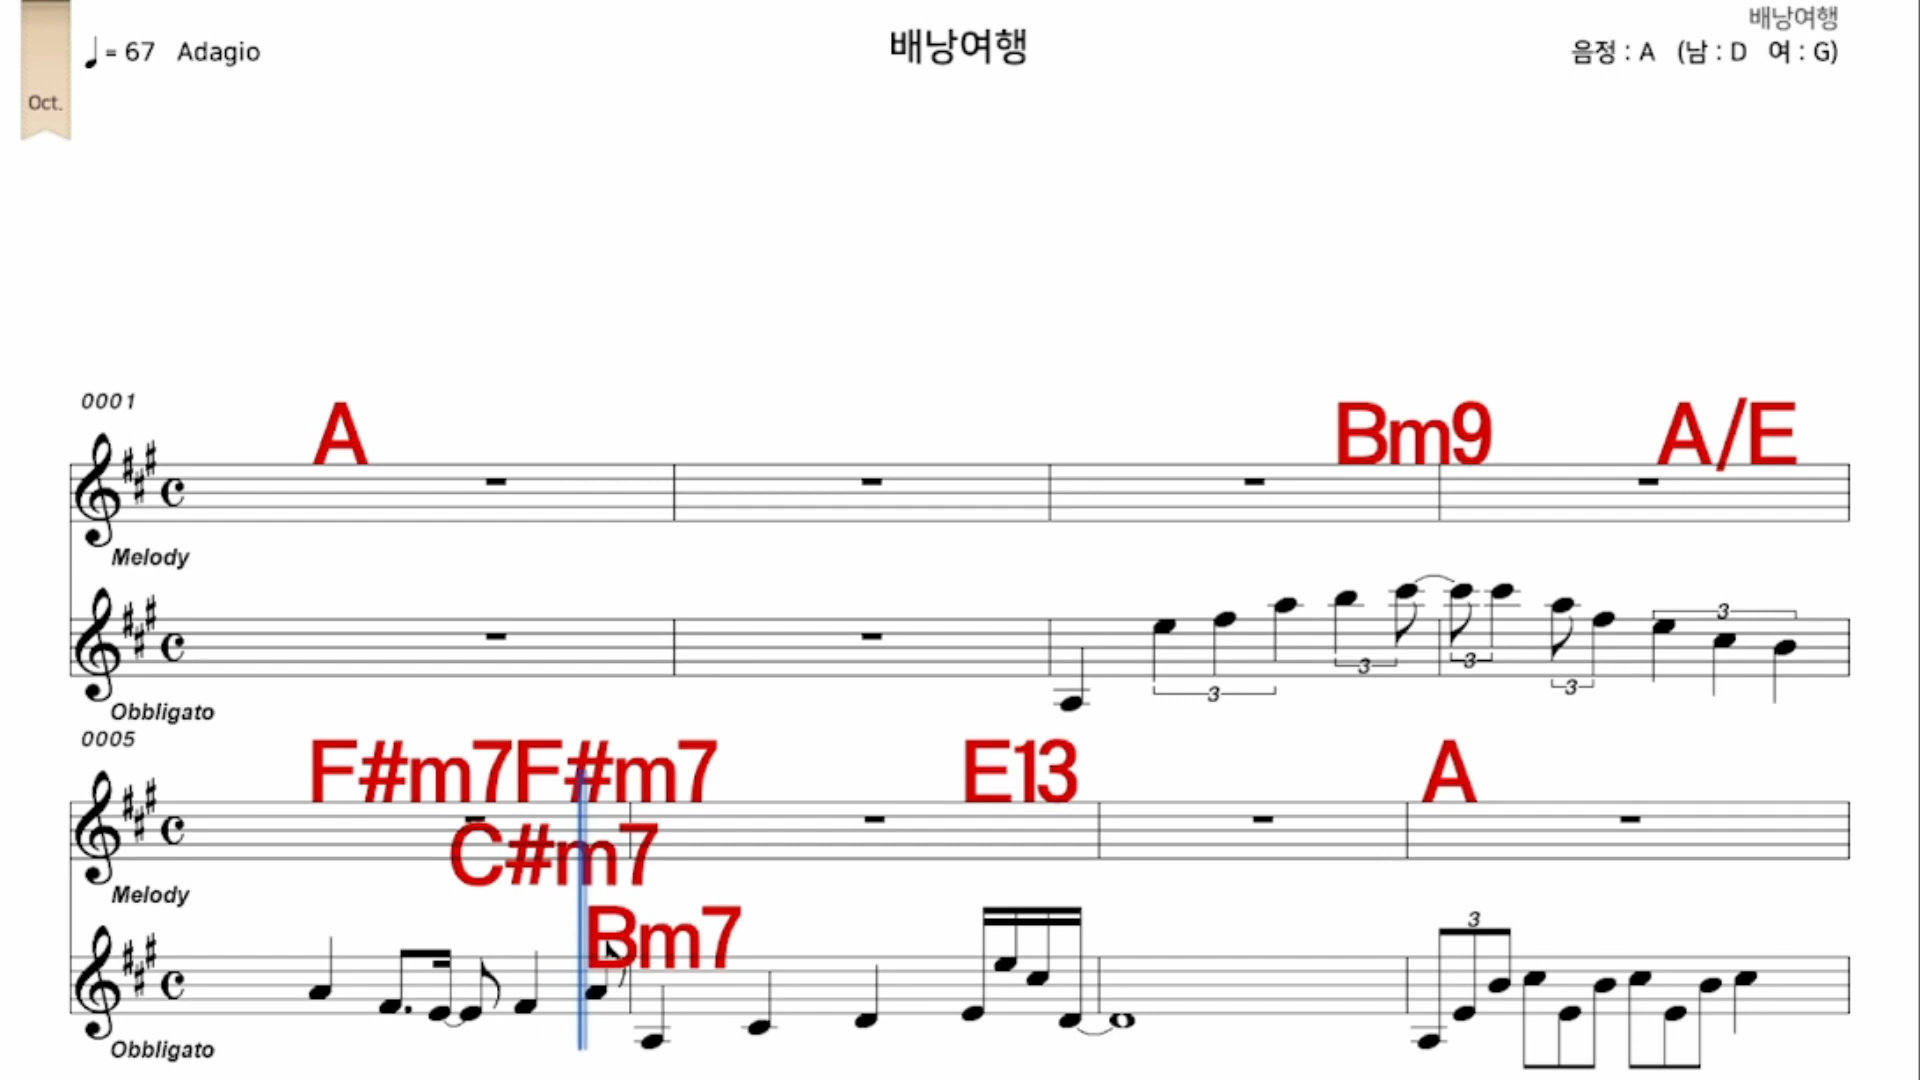 배낭여행
♩= 67 Adagio
배낭여행
음정 : A (남 : D 여 : G)
Oct.
0001
A
Bm9
A/E
Melody
3
3
3
3
3
Obbligato
0005
F#m7F#m7
E13
A
C#m7
Melody
Bm7
3
Obbligato